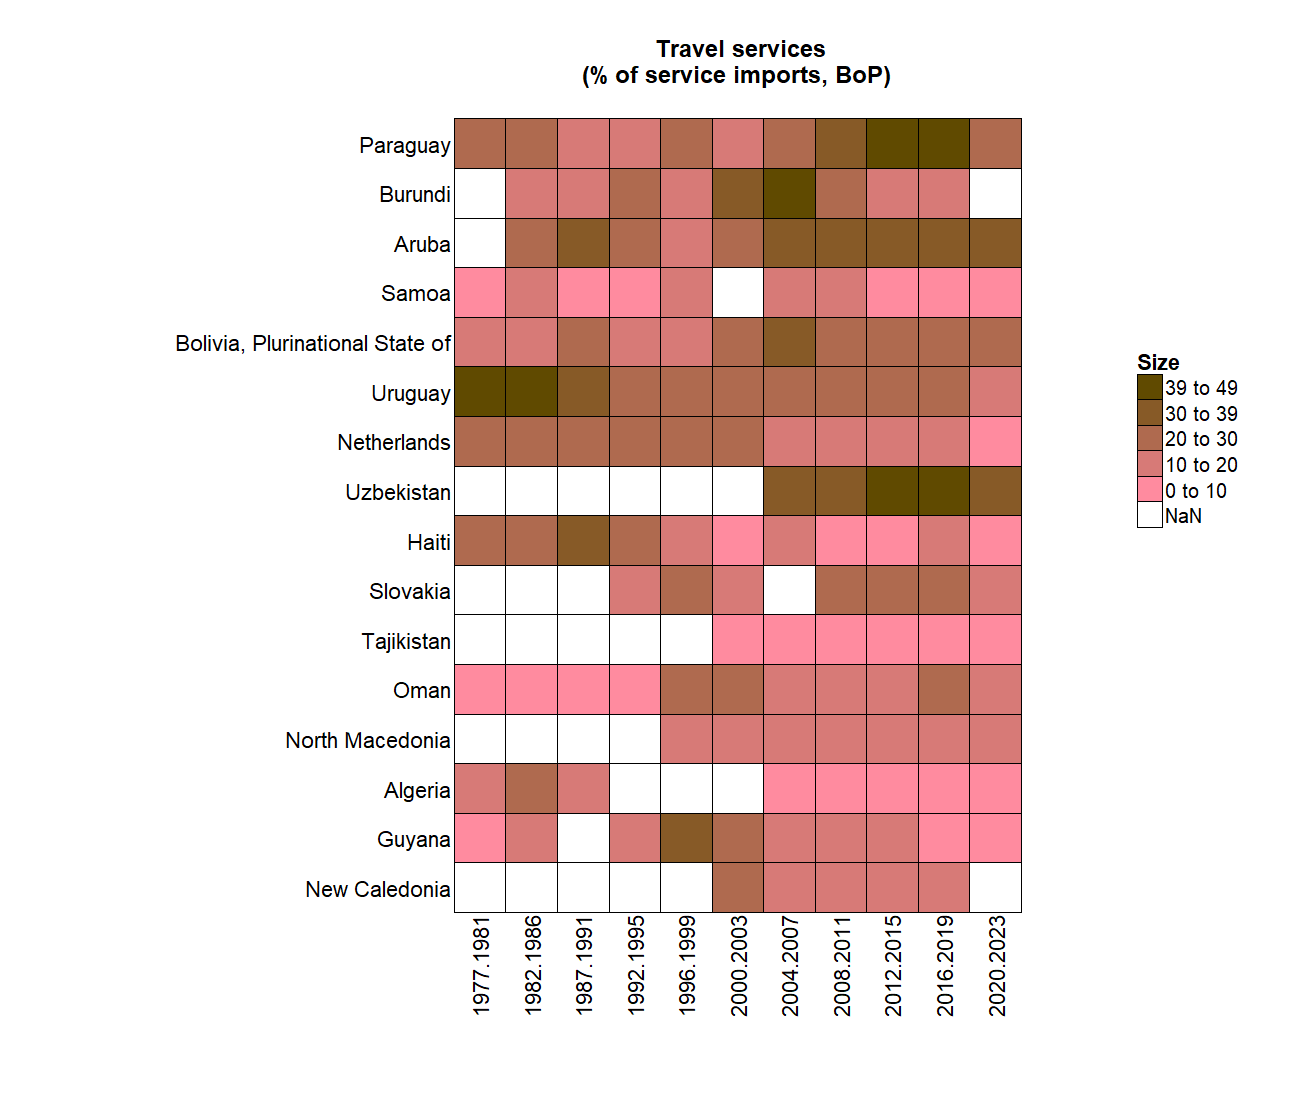 Travel services
(% of service imports, BoP)
Paraguay
Burundi
Aruba
Samoa
Bolivia, Plurinational State of
Uruguay
Netherlands
Uzbekistan
Haiti
Slovakia
Tajikistan
Oman
North Macedonia
Algeria
Guyana
New Caledonia
1977.1981
1982.1986
1987.1991
1992.1995
1996.1999
2000.2003
2004.2007
2008.2011
2012.2015
2016.2019
2020.2023
Size
39 to 49
30 to 39
20 to 30
10 to 20
0 to 10
NaN